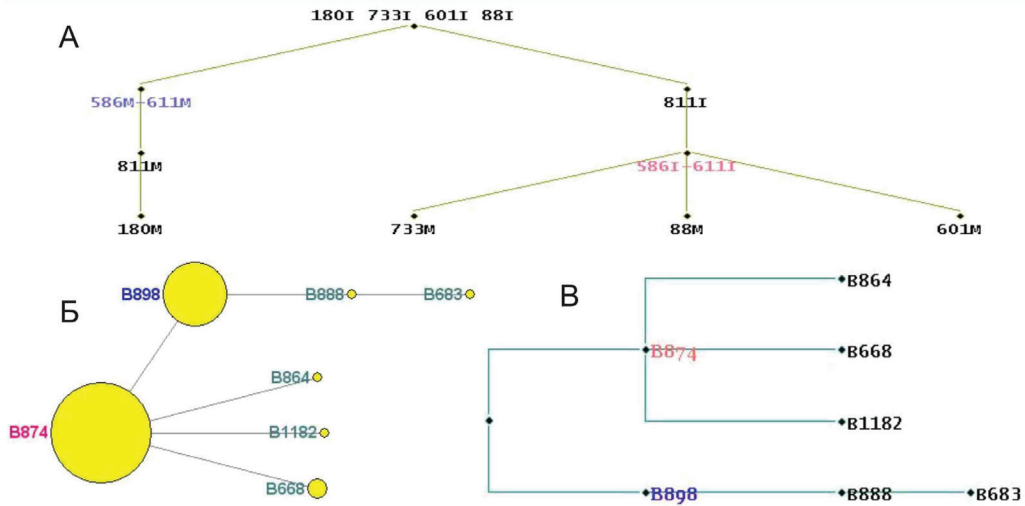 А
180I 733I 601I 88I
586M-611M
811I
811M
586I-611I
180M
733M
88M
601M
Б
B898
B888
B683
B864
B874
B1182
B668
В
B864
B874
B668
B1182
B898
B888
B683